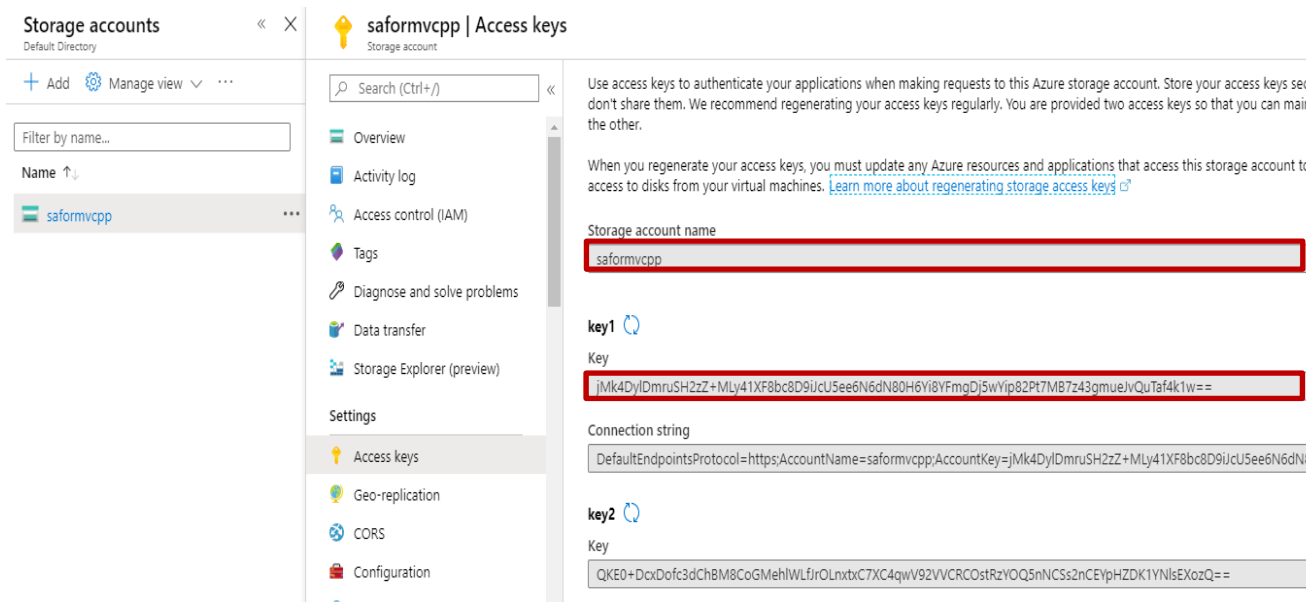 Storage accounts
Default Directory
Add Manage view
Filter by name...
Name
saformvcpp
saformvcpp | Access keys
Storage account
Search (Ctrl+/)
Overview
Activity log
Access control (IAM)
Tags
Diagnose and solve problems
Data transfer
Storage Explorer (preview)
Settings
Access keys
Geo-replication
CORS
Configuration
Use access keys to authenticate your applications when making requests to this Azure storage account. Store your access keys
don't share them. We recommend regenerating your access keys regularly. You are provided two access keys so that you can
the other.
When you regenerate your access keys, you must update any Azure resources and applications that access this storage account
access to disks from your virtual machines. Learn more about regenerating storage access keys
Storage account name
saformvcpp
key1
Key
jMk4DylDmruSH2zZ+MLy41XF8bc8D9iJcU5ee6N6dN80H6Yi8YFmgDj5wYip82Pt7MB7z43gmueJvQuTaf4k1w==
Connection string
DefaultEndpointsProtocol=https;AccountName=saformvcpp;AccountKey=jMk4DylDmruSH2zZ+MLy41XF8bc8D9iJcU5ee6N6dN
key2
Key
QKE0+DcxDofc3dChBM8CoGMehlWLfJrOLnxtxC7XC4qwV92VVCRCOstRzYOQ5nNCSs2nCEYpHZDK1YNlsEXozQ==